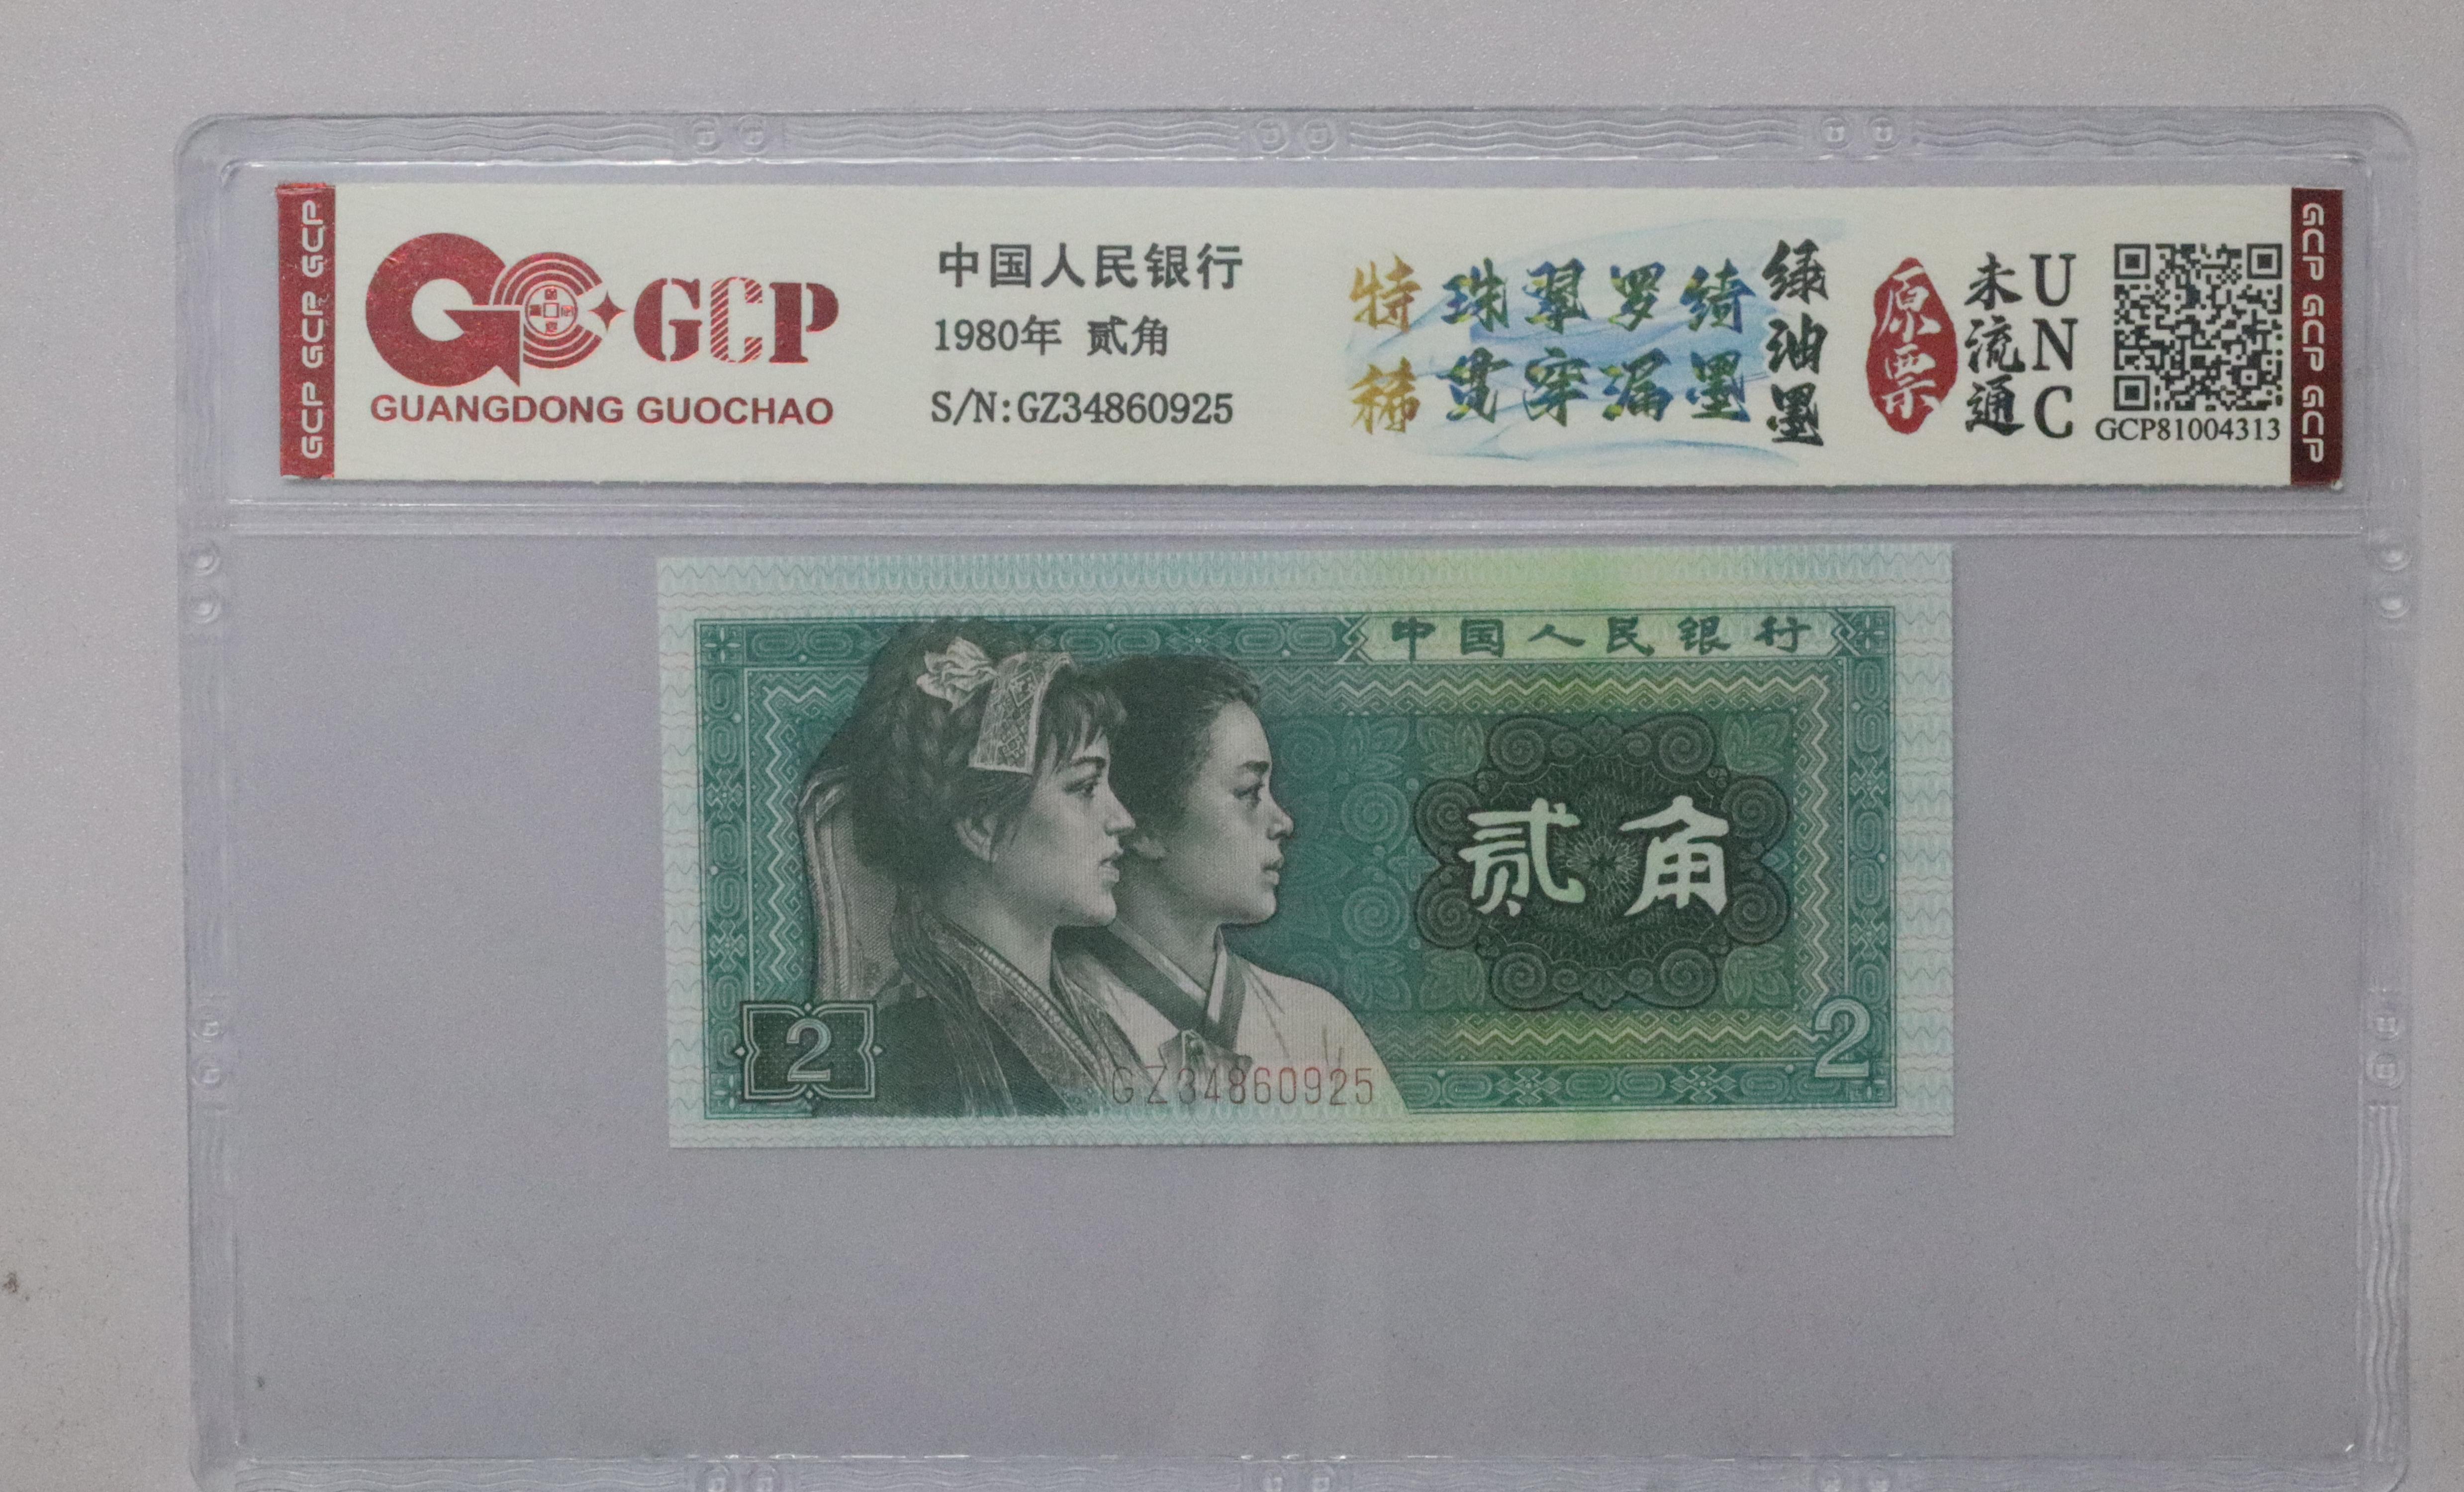 GCP GCP GCP
GCP
GUANGDONG GUOCHAO
中国人民银行
1980年 贰角
S/N:GZ34860925
特稀
珠翠罗绮
贯穿漏墨
绿油墨
原票
未流通
UNC
GCP81004313
GCP GCP GCP
中国人民银行
贰角
2
2
GZ34860925